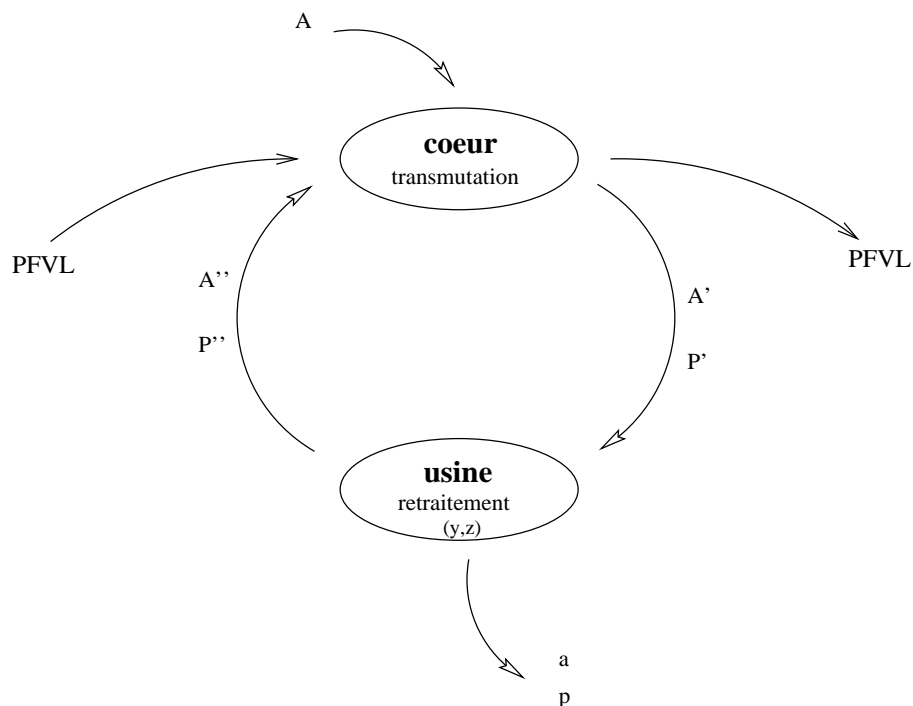 A
coeur
transmutation
PFVL
PFVL
A''
A'
P''
P'
usine
retraitement
(y,z)
a
p